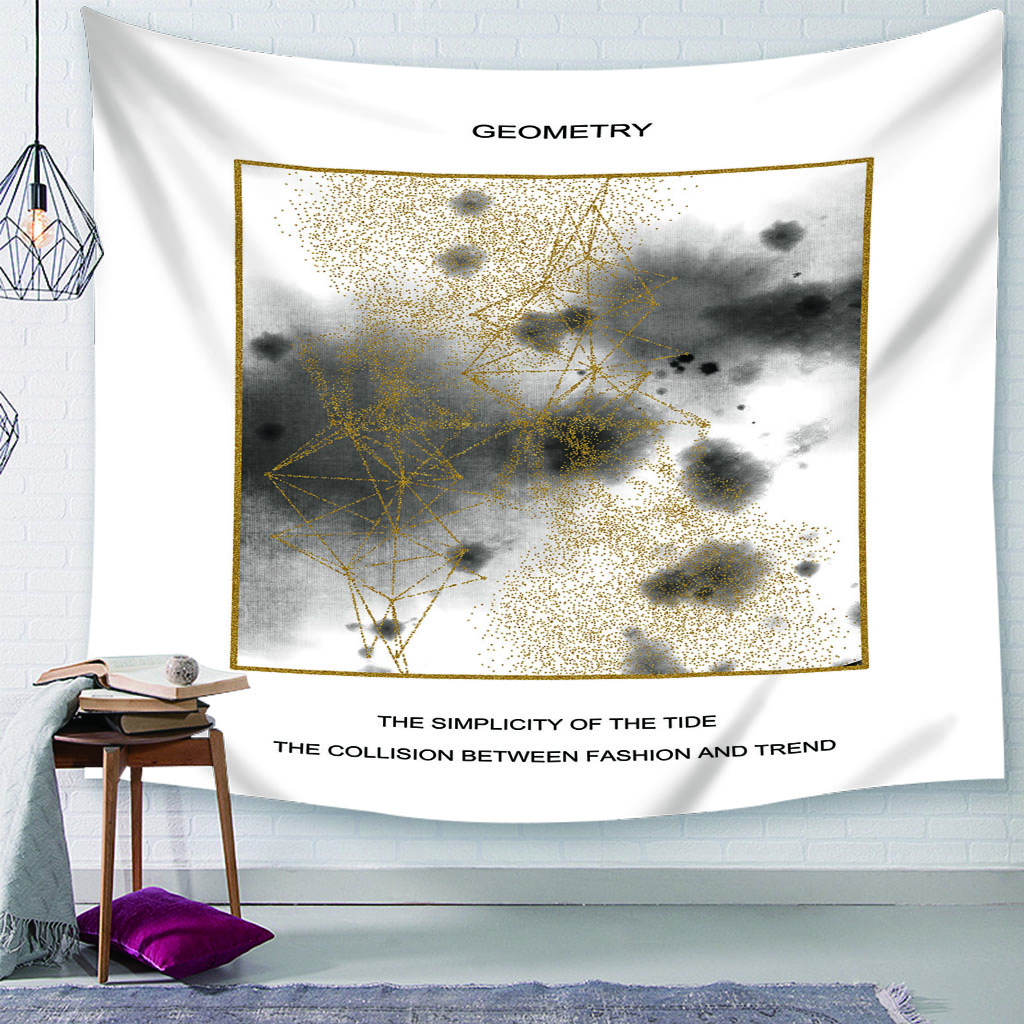 GEOMETRY
THE SIMPLICITY OF THE TIDE
THE COLLISION BETWEEN FASHION AND TREND